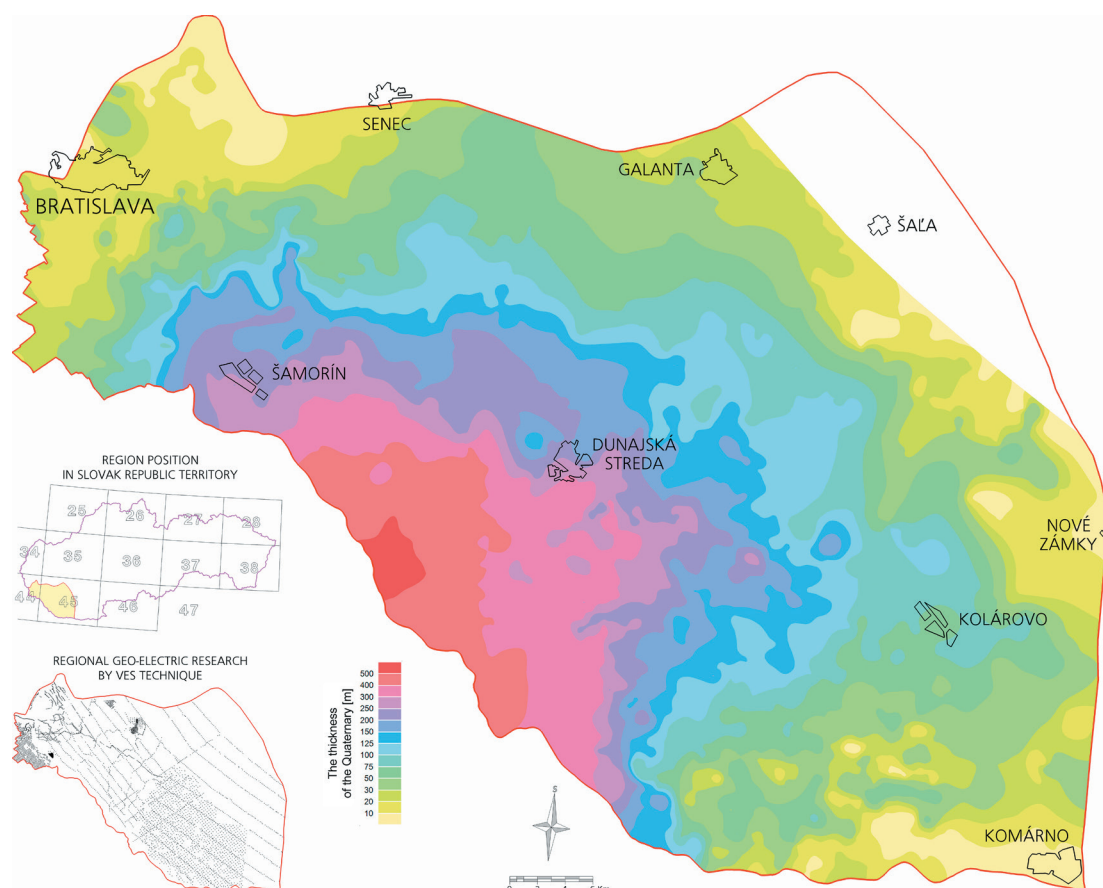 SENEC
GALANTA
BRATISLAVA
ŠAĽA
ŠAMORÍN
DUNAJSKÁ
STREDA
REGION POSITION
IN SLOVAK REPUBLIC TERRITORY
25
26
27
28
34
35
36
37
38
44
45
46
47
NOVÉ
ZÁMKY
KOLÁROVO
REGIONAL GEO-ELECTRIC RESEARCH
BY VES TECHNIQUE
The thickness
of the Quaternary [m]
500
400
300
250
200
150
125
100
75
50
30
20
10
S
KOMÁRNO